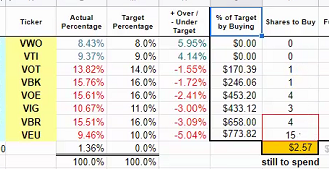 Ticker Actual Percentage Target Percentage + Over / - Under Target % of Target by Buying Shares to Buy
VWO 8.43% 8.0% 5.95% $0.00 0
VTI 9.37% 9.0% 4.14% $0.00 0
VOT 13.82% 14.0% -1.55% $170.39 1
VBK 15.76% 16.0% -1.72% $246.06 1
VOE 15.61% 16.0% -2.41% $453.20 4
VIG 10.67% 11.0% -3.00% $433.12 3
VBR 15.51% 16.0% -3.09% $658.00 4
VEU 9.46% 10.0% -5.04% $773.82 15
0 1.36% 0.0% $2.57
100.0% 100.0% still to spend